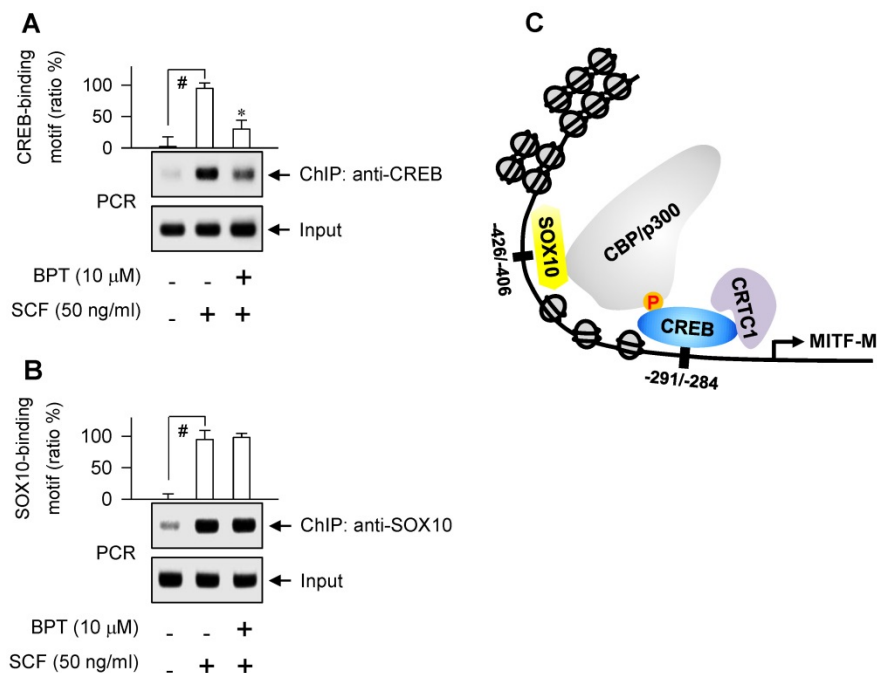 A
CREB-binding
motif (ratio %)
100
50
0
#
*
PCR
ChIP: anti-CREB
Input
BPT (10 μM) - - +
SCF (50 ng/ml) - + +
B
SOX10-binding
motif (ratio %)
100
50
0
#
PCR
ChIP: anti-SOX10
Input
BPT (10 μM) - - +
SCF (50 ng/ml) - + +
C
SOX10
CBP/p300
-426/-406
P
CREB
CRTC1
MITF-M
-291/-284